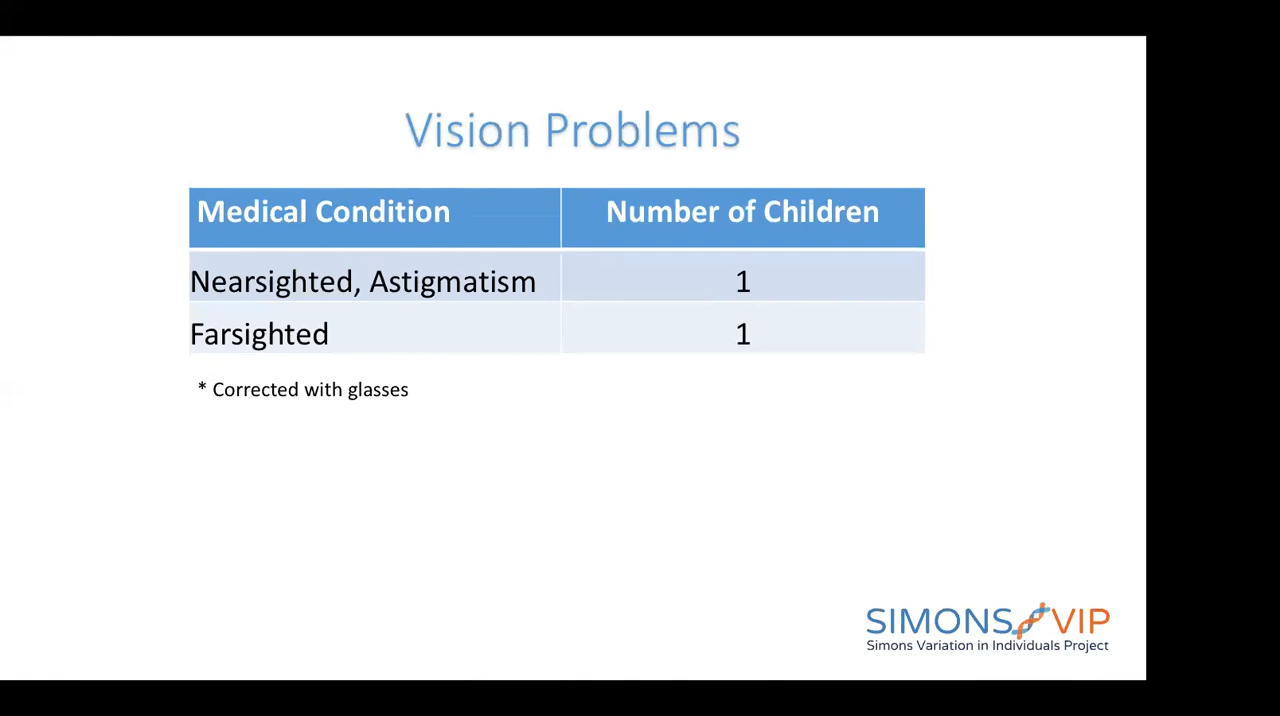 Vision Problems
Medical Condition Number of Children
Nearsighted, Astigmatism 1
Farsighted 1
* Corrected with glasses
SIMONS VIP
Simons Variation in Individuals Project